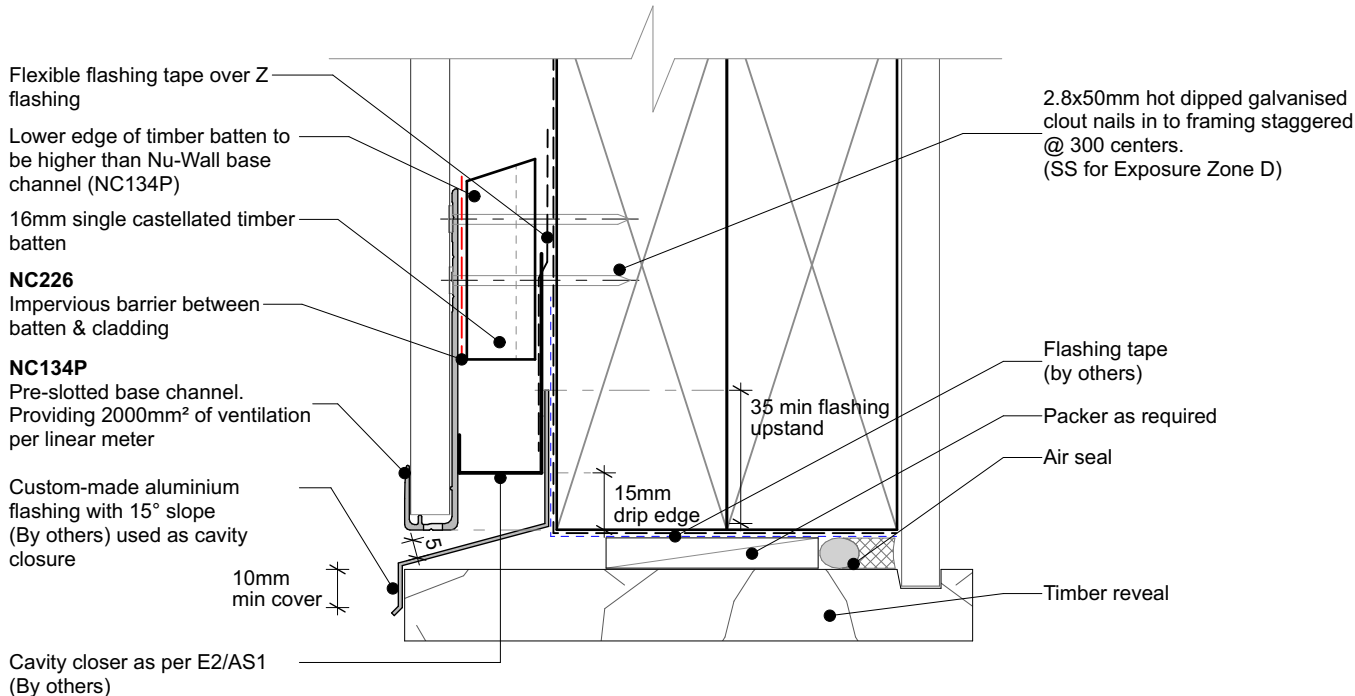 Flexible flashing tape over Z
flashing
Lower edge of timber batten to
be higher than Nu-Wall base
channel (NC134P)
16mm single castellated timber
batten
NC226
Impervious barrier between
batten & cladding
NC134P
Pre-slotted base channel.
Providing 2000mm² of ventilation
per linear meter
Custom-made aluminium
flashing with 15° slope
(By others) used as cavity
closure
Cavity closer as per E2/AS1
(By others)
10mm
min cover
5
15mm
drip edge
35 min flashing
upstand
2.8x50mm hot dipped galvanised
clout nails in to framing staggered
@ 300 centers.
(SS for Exposure Zone D)
Flashing tape
(by others)
Packer as required
Air seal
Timber reveal